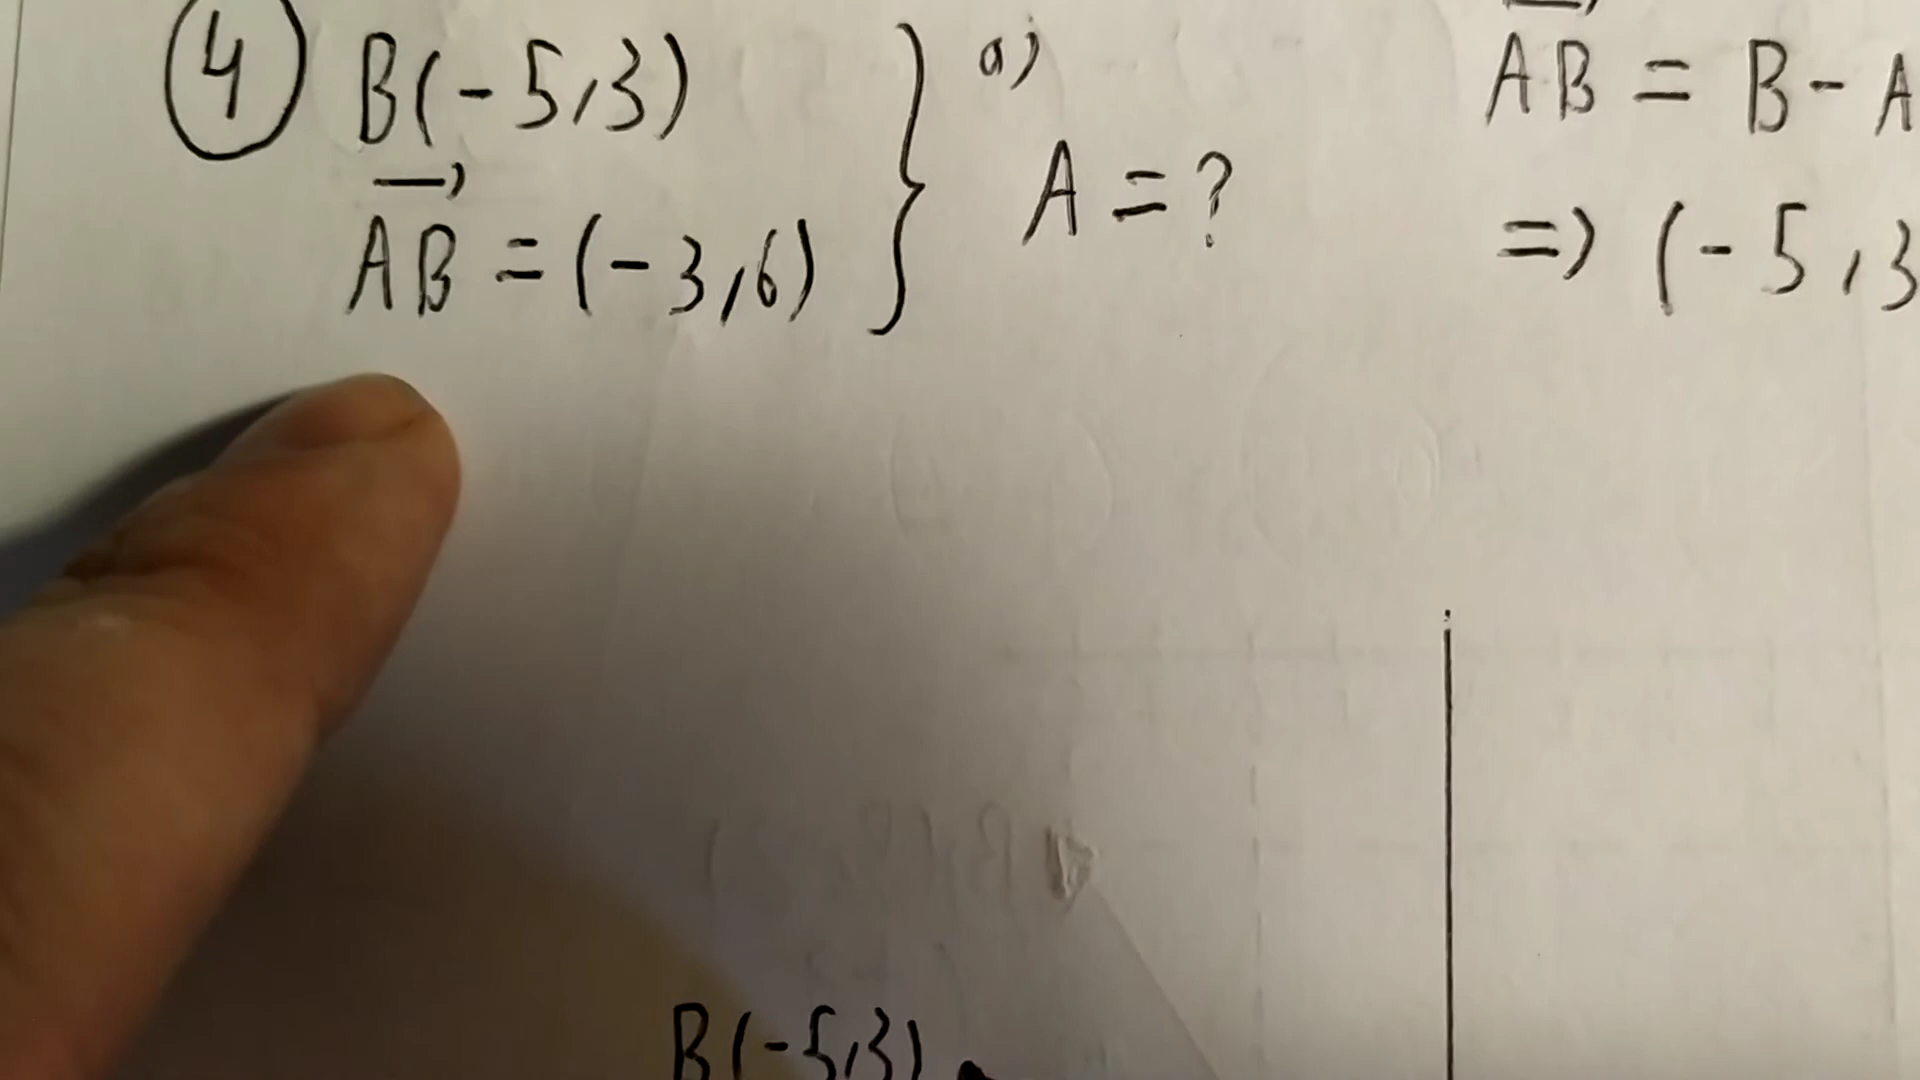 ④ B(-5,3)
AB = (-3,6)
a)
A = ?
AB = B - A
=> (-5,3
B(-5,3)